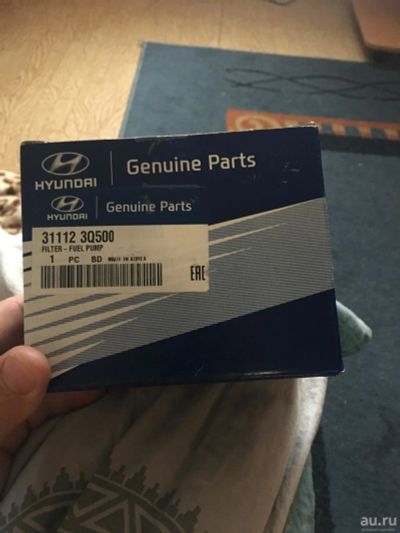 HYUNDAI
Genuine Parts
HYUNDAI
Genuine Parts
31112 3Q500
FILTER-FUEL PUMP
1 PC BD MADE IN KOREA
EAC
au.ru